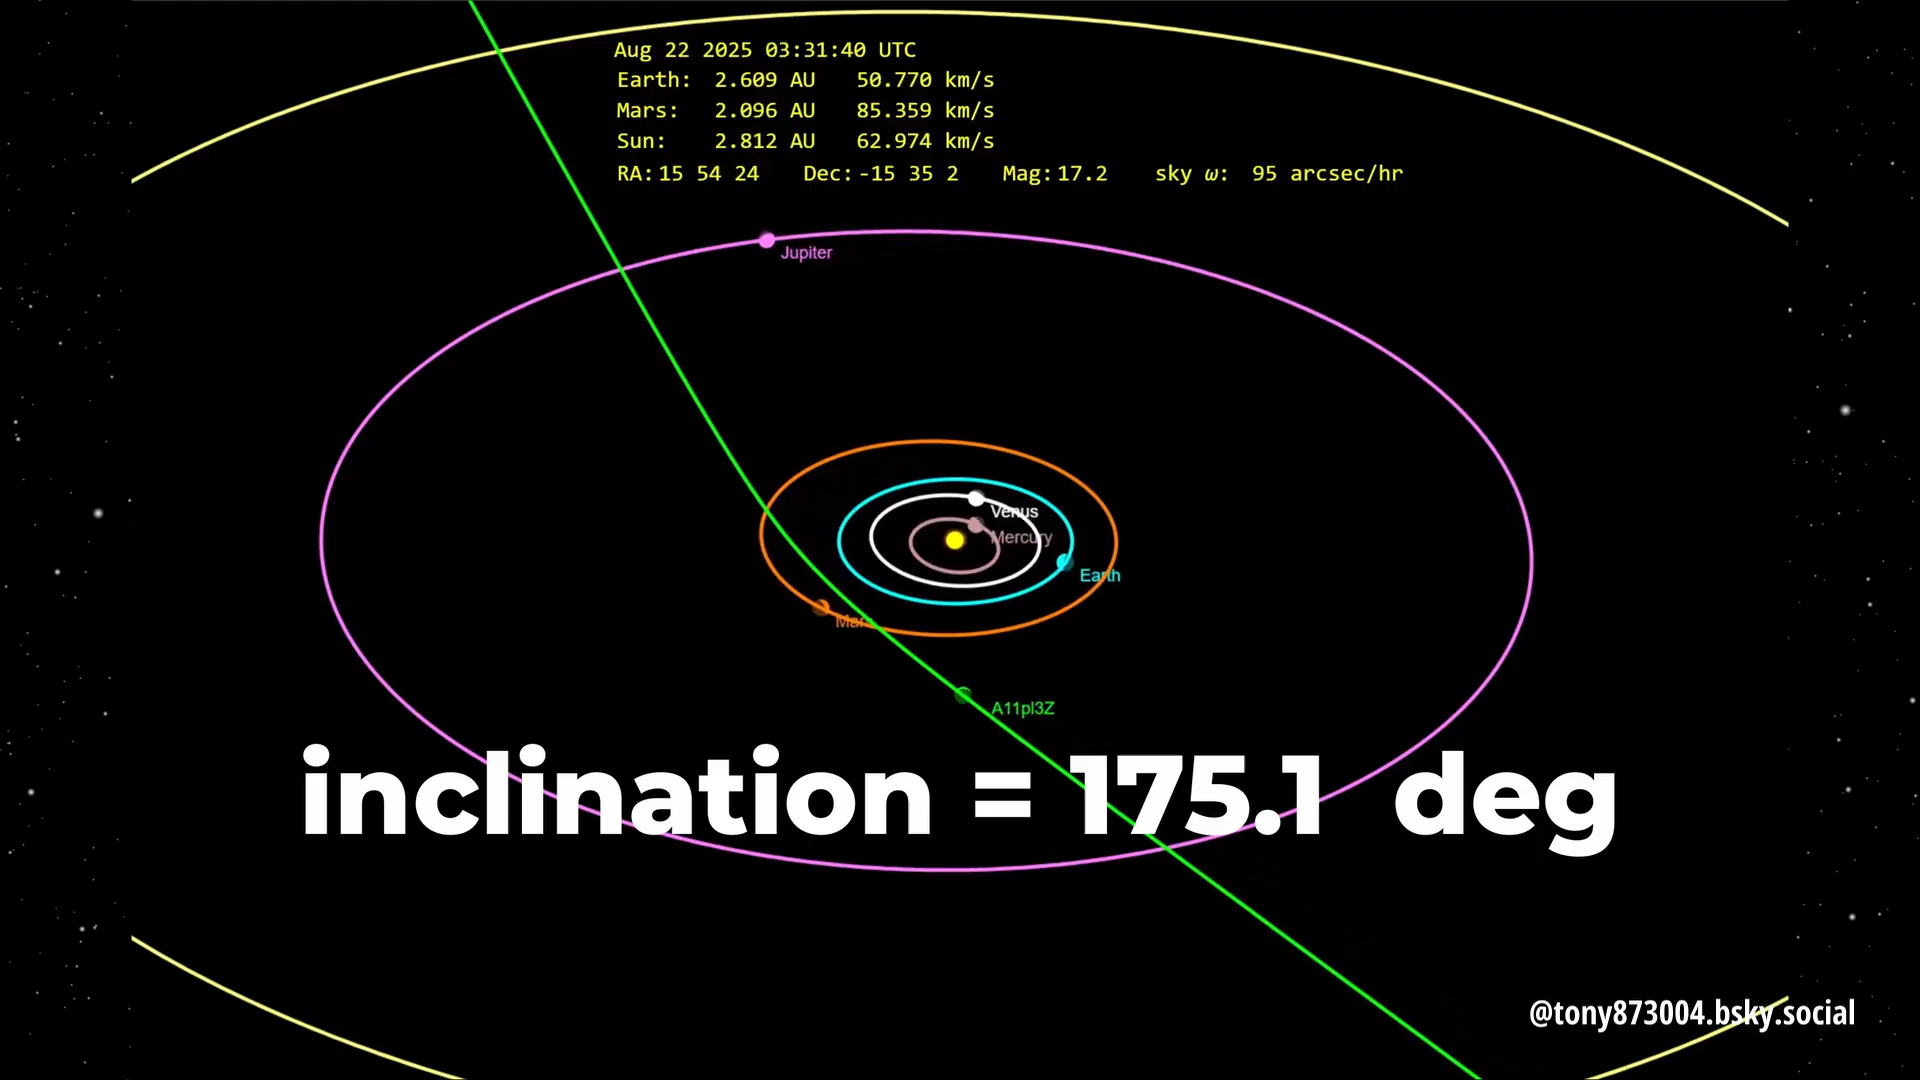 Aug 22 2025 03:31:40 UTC
Earth: 2.609 AU 50.770 km/s
Mars: 2.096 AU 85.359 km/s
Sun: 2.812 AU 62.974 km/s
RA: 15 54 24 Dec: -15 35 2 Mag: 17.2 sky ω: 95 arcsec/hr
Jupiter
Venus
Mercury
Earth
Mars
A11pl3Z
inclination = 175.1 deg
@tony873004.bsky.social